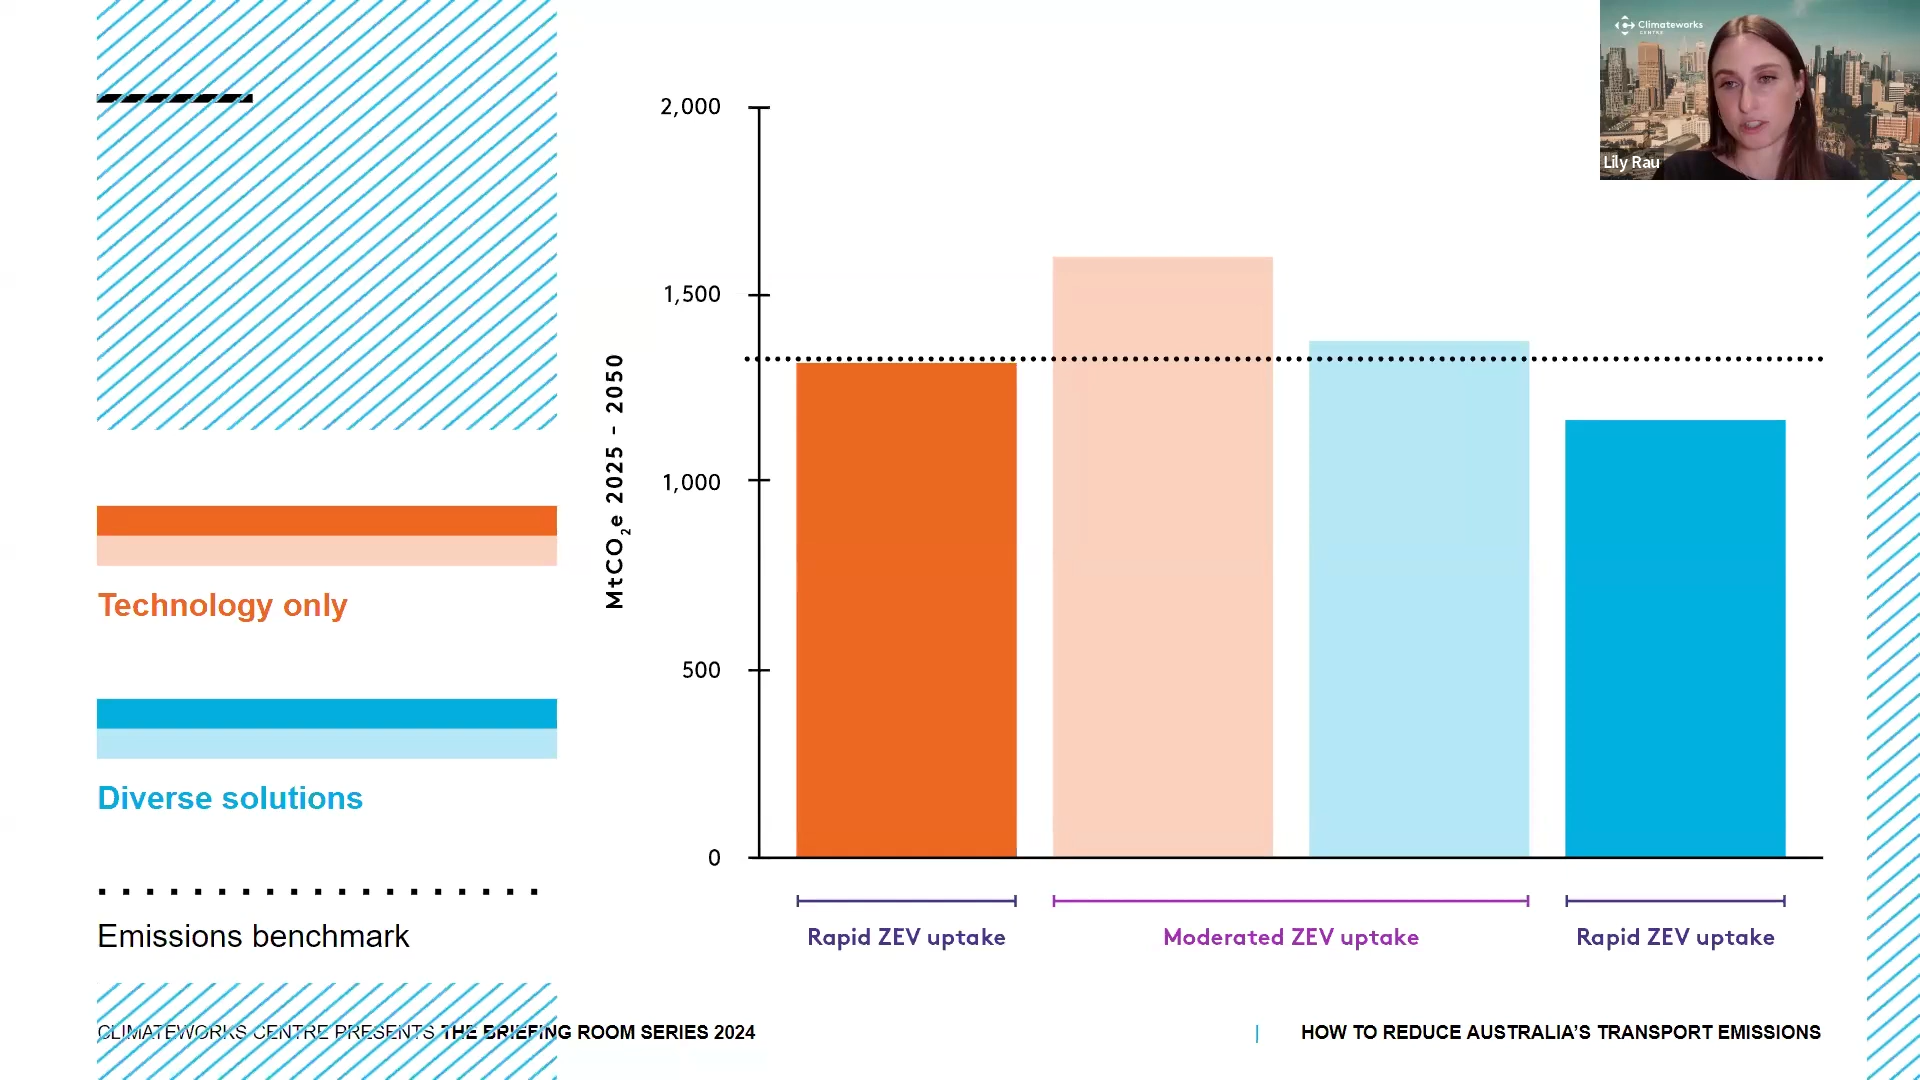 Climateworks
CENTRE
Lily Rau
2,000
1,500
1,000
500
0
MtCO2e 2025 - 2050
Technology only
Diverse solutions
Emissions benchmark
Rapid ZEV uptake
Moderated ZEV uptake
Rapid ZEV uptake
CLIMATEWORKS CENTRE PRESENTS THE BRIEFING ROOM SERIES 2024
| HOW TO REDUCE AUSTRALIA’S TRANSPORT EMISSIONS